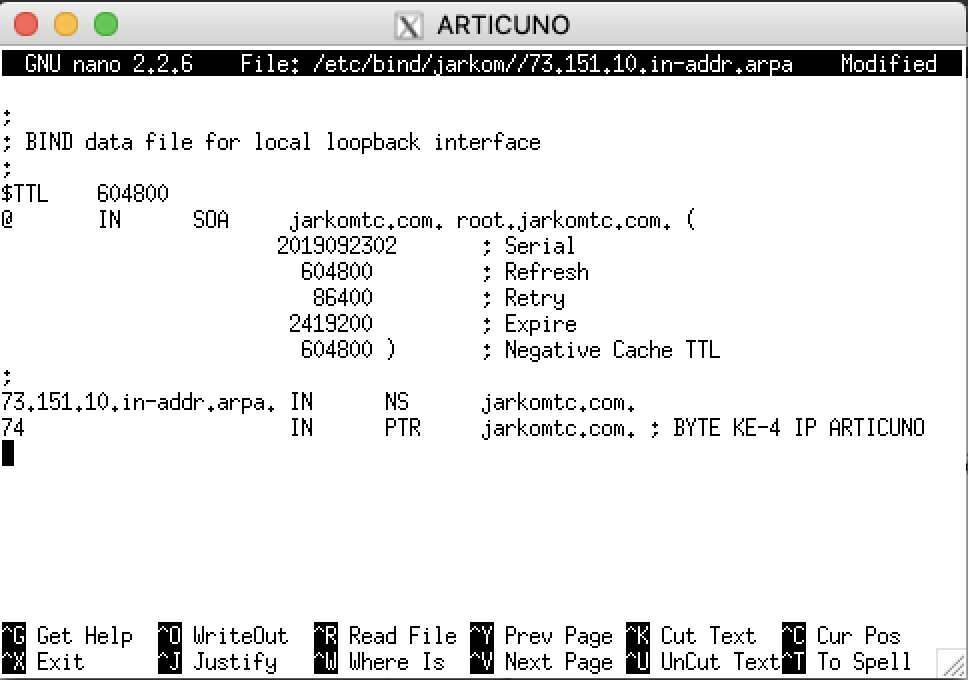 ARTICUNO
GNU nano 2.2.6 File: /etc/bind/jarkom//73.151.10.in-addr.arpa Modified
;
; BIND data file for local loopback interface
;
$TTL 604800
@ IN SOA jarkomtc.com. root.jarkomtc.com. (
2019092302 ; Serial
604800 ; Refresh
86400 ; Retry
2419200 ; Expire
604800 ) ; Negative Cache TTL
;
73.151.10.in-addr.arpa. IN NS jarkomtc.com.
74 IN PTR jarkomtc.com. ; BYTE KE-4 IP ARTICUNO
^G Get Help ^O WriteOut ^R Read File ^Y Prev Page ^K Cut Text ^C Cur Pos
^X Exit ^J Justify ^W Where Is ^V Next Page ^U UnCut Text ^T To Spell